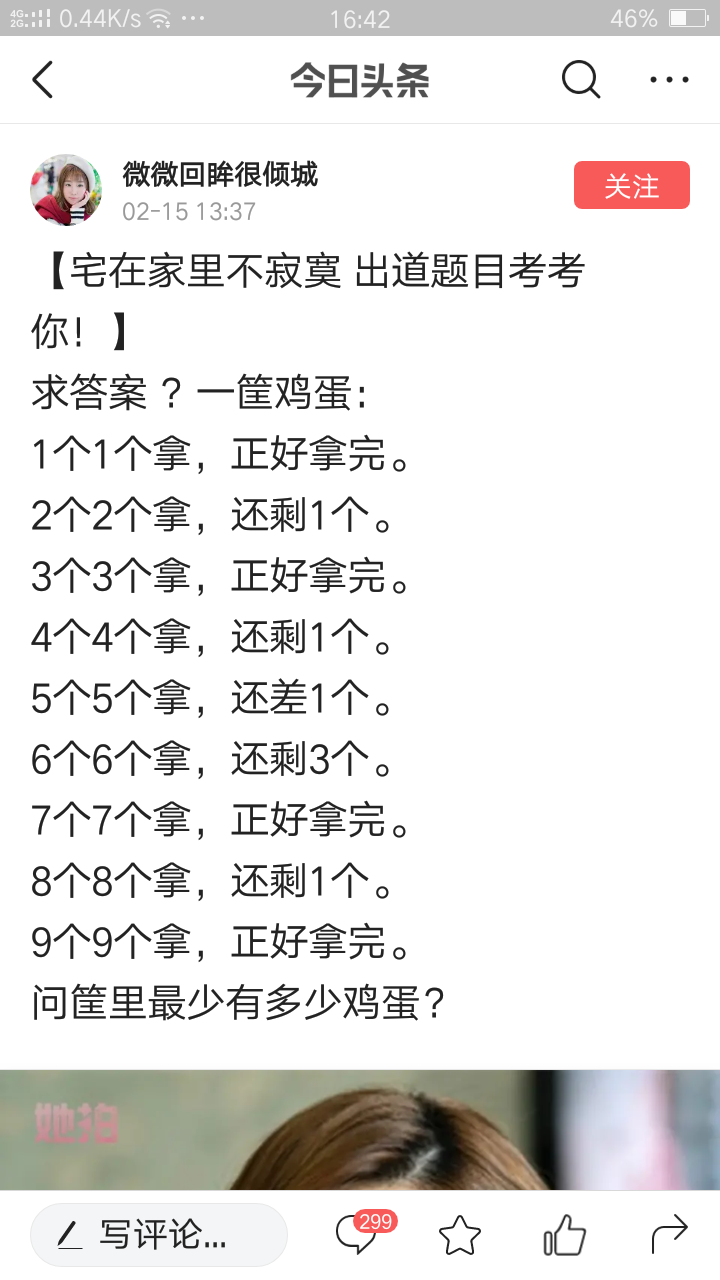 4G 2G 0.44K/s 16:42 46%
今日头条
微微回眸很倾城
02-15 13:37
关注
【宅在家里不寂寞 出道题目考考
你！】
求答案 ？一筐鸡蛋：
1个1个拿，正好拿完。
2个2个拿，还剩1个。
3个3个拿，正好拿完。
4个4个拿，还剩1个。
5个5个拿，还差1个。
6个6个拿，还剩3个。
7个7个拿，正好拿完。
8个8个拿，还剩1个。
9个9个拿，正好拿完。
问筐里最少有多少鸡蛋？
她拍
写评论...
299